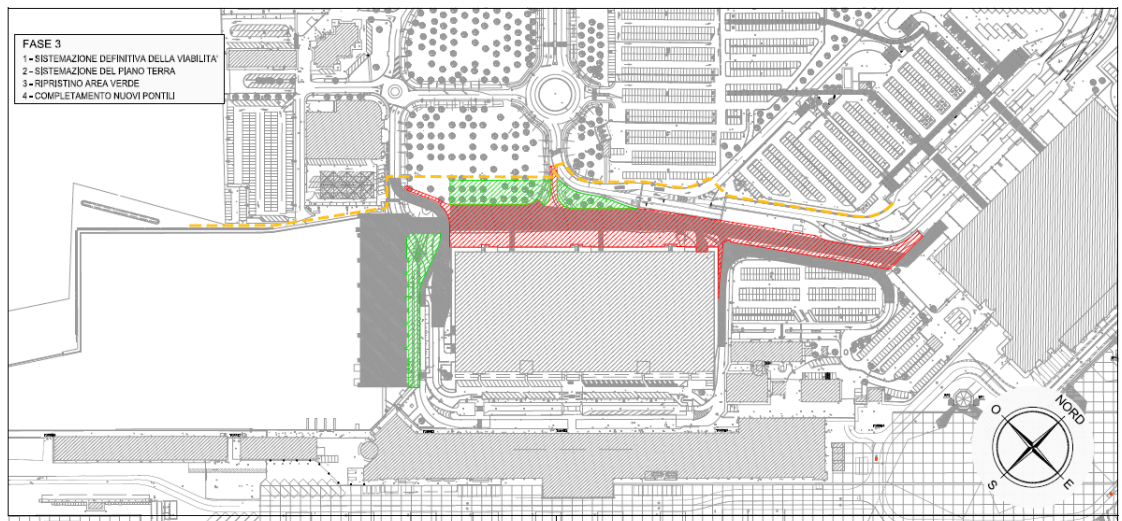 FASE 3
1 - SISTEMAZIONE DEFINITIVA DELLA VIABILITA'
2 - SISTEMAZIONE DEL PIANO TERRA
3 - RIPRISTINO AREA VERDE
4 - COMPLETAMENTO NUOVI PONTILI
O
NORD
S
E